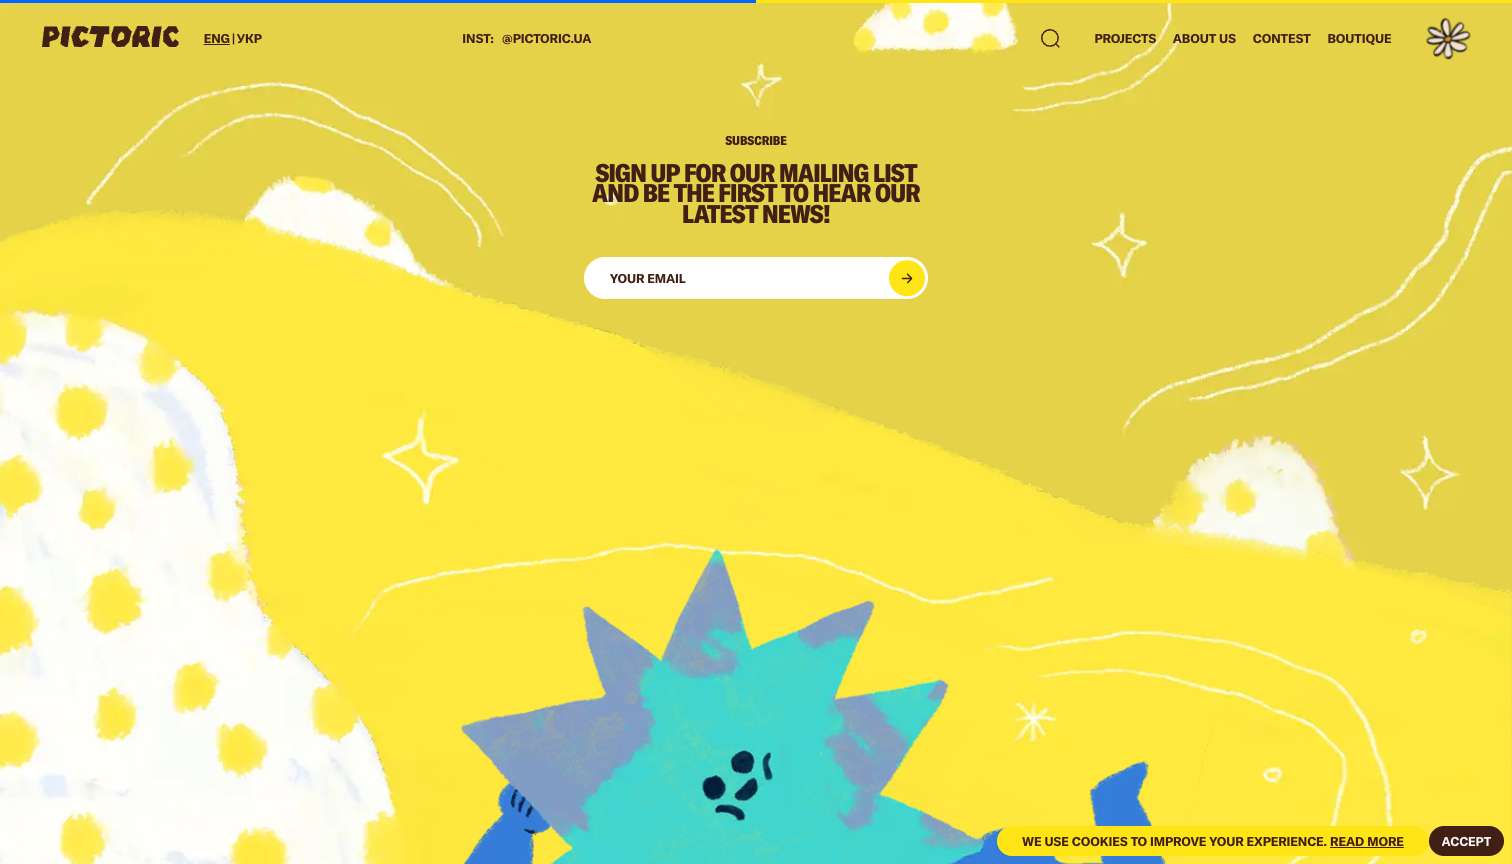 PICTORIC
ENG | УКР
INST: @PICTORIC.UA
PROJECTS ABOUT US CONTEST BOUTIQUE
SUBSCRIBE
SIGN UP FOR OUR MAILING LIST
AND BE THE FIRST TO HEAR OUR
LATEST NEWS!
YOUR EMAIL
WE USE COOKIES TO IMPROVE YOUR EXPERIENCE. READ MORE
ACCEPT